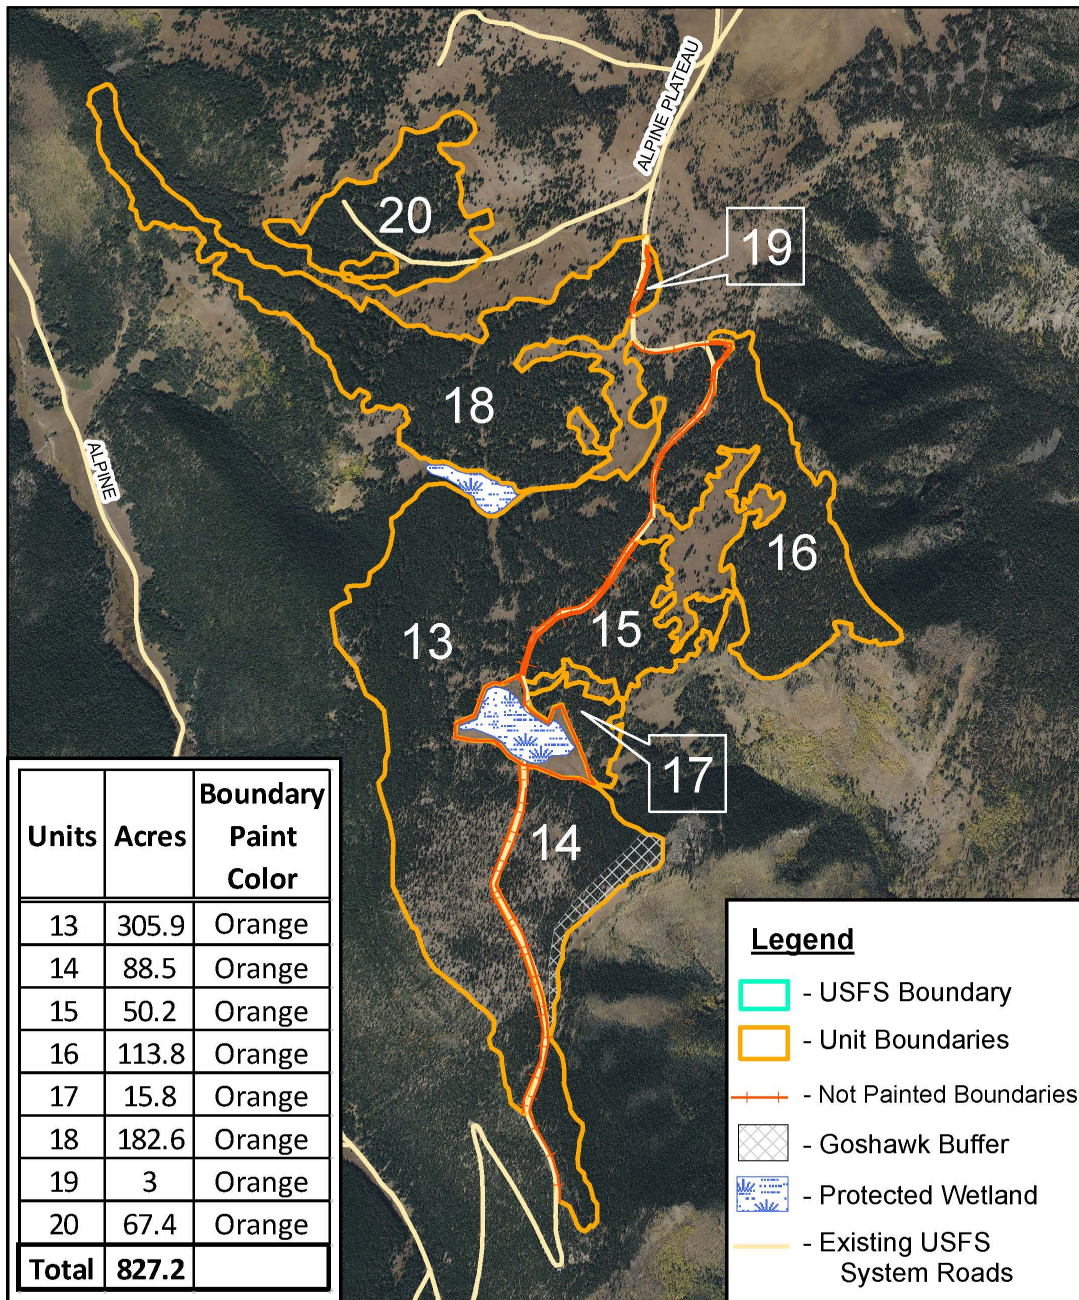 ALPINE PLATEAU
20
19
18
ALPINE
16
13
15
17
14
Units Acres Boundary Paint Color
13 305.9 Orange
14 88.5 Orange
15 50.2 Orange
16 113.8 Orange
17 15.8 Orange
18 182.6 Orange
19 3 Orange
20 67.4 Orange
Total 827.2
Legend
- USFS Boundary
- Unit Boundaries
- Not Painted Boundaries
- Goshawk Buffer
- Protected Wetland
- Existing USFS
System Roads